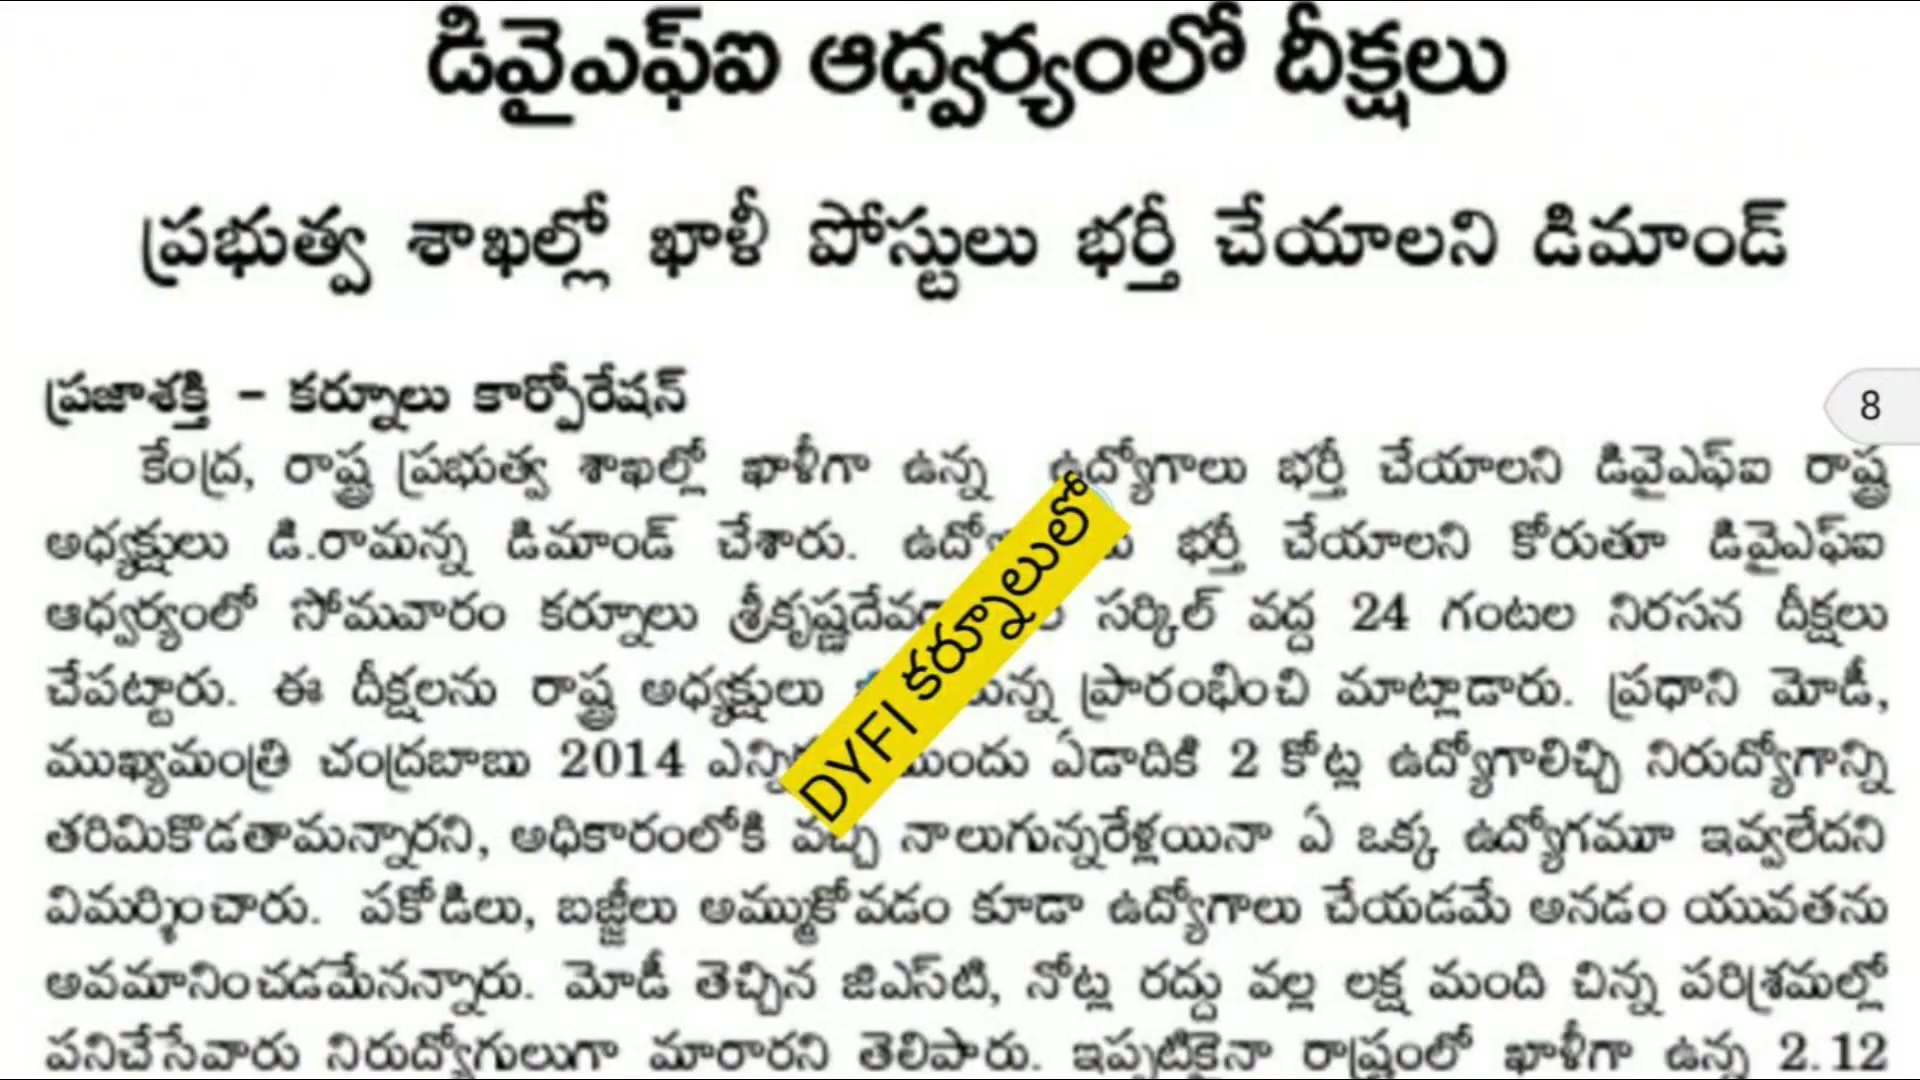 డివైఎఫ్ఐ ఆధ్వర్యంలో దీక్షలు
ప్రభుత్వ శాఖల్లో ఖాళీ పోస్టులు భర్తీ చేయాలని డిమాండ్
ప్రజాశక్తి - కర్నూలు కార్పోరేషన్
8
కేంద్ర, రాష్ట్ర ప్రభుత్వ శాఖల్లో ఖాళీగా ఉన్న ఉద్యోగాలు భర్తీ చేయాలని డివైఎఫ్ఐ రాష్ట్ర
అధ్యక్షులు డి.రామన్న డిమాండ్ చేశారు. భర్తీ చేయాలని కోరుతూ డివైఎఫ్ఐ
ఆధ్వర్యంలో సోమవారం కర్నూలు సర్కిల్ వద్ద 24 గంటల నిరసన దీక్షలు
చేపట్టారు. ఈ దీక్షలను రాష్ట్ర అధ్యక్షులు ప్రారంభించి మాట్లాడారు. ప్రధాని మోడీ,
ముఖ్యమంత్రి చంద్రబాబు 2014 ఏడాదికి 2 కోట్ల ఉద్యోగాలిచ్చి నిరుద్యోగాన్ని
తరిమికొడతామన్నారని, అధికారంలోకి వచ్చి నాలుగున్నరేళ్లయినా ఏ ఒక్క ఉద్యోగమూ ఇవ్వలేదని
విమర్శించారు. పకోడిలు, బజ్జీలు అమ్ముకోవడం కూడా ఉద్యోగాలు చేయడమే అనడం యువతను
అవమానించడమేనన్నారు. మోడీ తెచ్చిన జిఎస్‌టి, నోట్ల రద్దు వల్ల లక్ష మంది చిన్న పరిశ్రమల్లో
పనిచేసేవారు నిరుద్యోగులుగా మారారని తెలిపారు. ఇప్పటికైనా రాష్ట్రంలో ఖాళీగా ఉన్న 2.12
DYFI కర్నూలులో